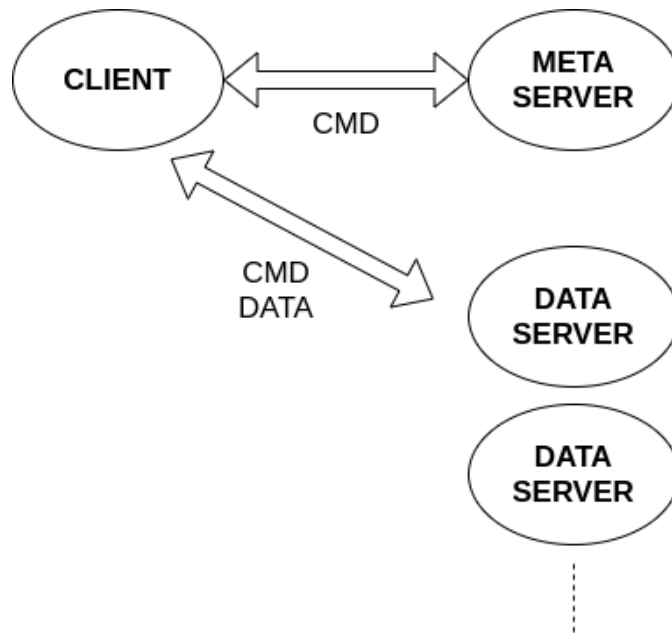 CLIENT
META
SERVER
CMD
CMD
DATA
DATA
SERVER
DATA
SERVER